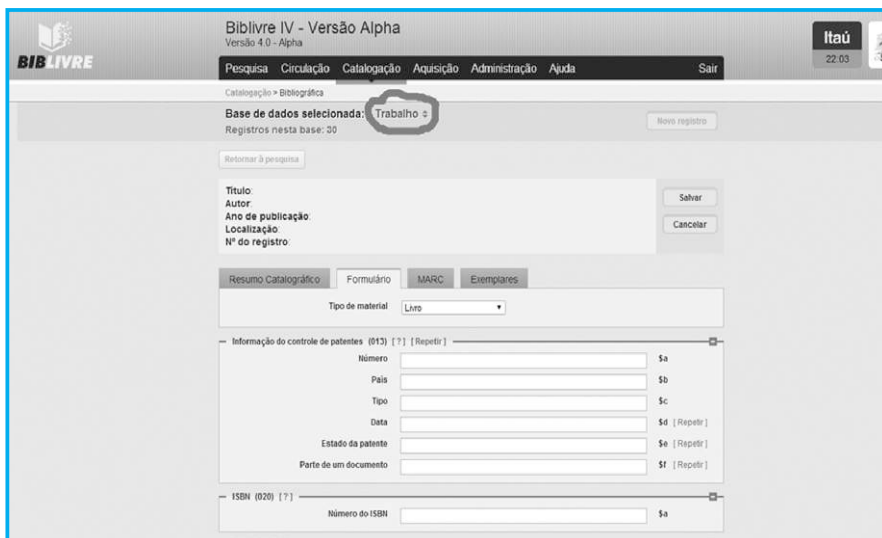 BIBLIVRE
Biblivre IV - Versão Alpha
Versão 4.0 - Alpha
Itaú
22:03
Pesquisa Circulação Catalogação Aquisição Administração Ajuda Sair
Catalogação > Bibliográfica
Base de dados selecionada: Trabalho
Registros nesta base: 30
Novo registro
Retornar à pesquisa
Título:
Autor:
Ano de publicação:
Localização:
Nº do registro:
Salvar
Cancelar
Resumo Catalográfico Formulário MARC Exemplares
Tipo de material Livro
Informação do controle de patentes (013) [?] [Repetir]
Número $a
País $b
Tipo $c
Data $d [Repetir]
Estado da patente $e [Repetir]
Parte de um documento $f [Repetir]
ISBN (020) [?]
Número do ISBN $a